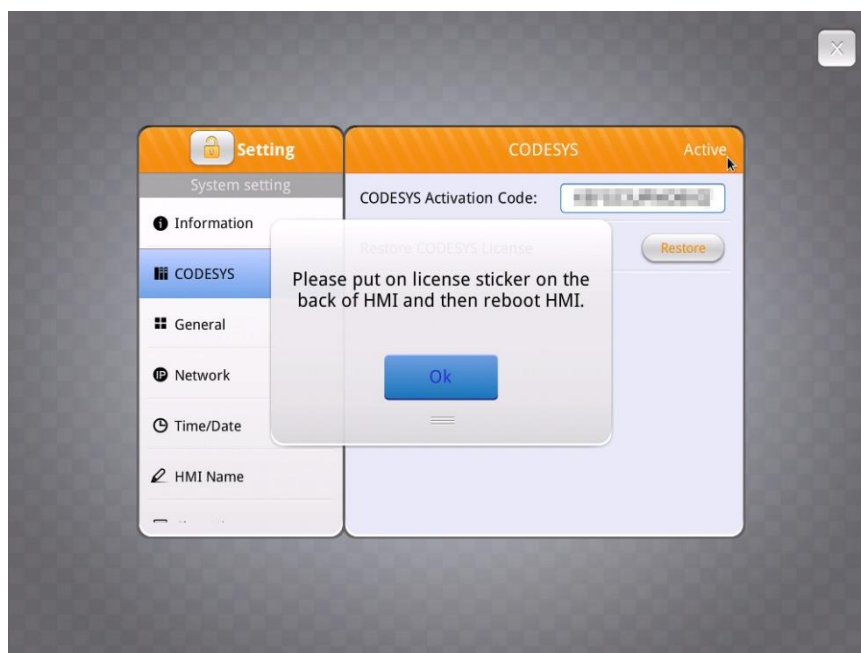 Setting
System setting
Information
CODESYS
General
Network
Time/Date
HMI Name
CODESYS
Active
CODESYS Activation Code:
Restore CODESYS License
Restore
Please put on license sticker on the
back of HMI and then reboot HMI.
Ok